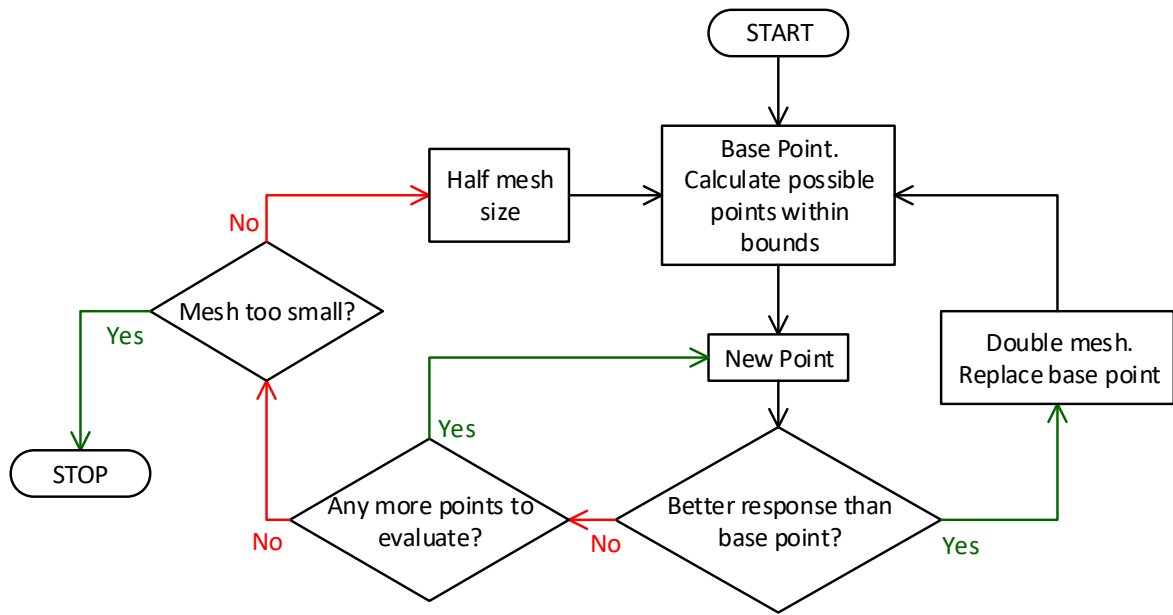 START
Base Point.
Calculate possible
points within
bounds
Half mesh
size
No
Mesh too small?
Yes
New Point
Double mesh.
Replace base point
Yes
STOP
Any more points to
evaluate?
No
Better response than
base point?
No
Yes